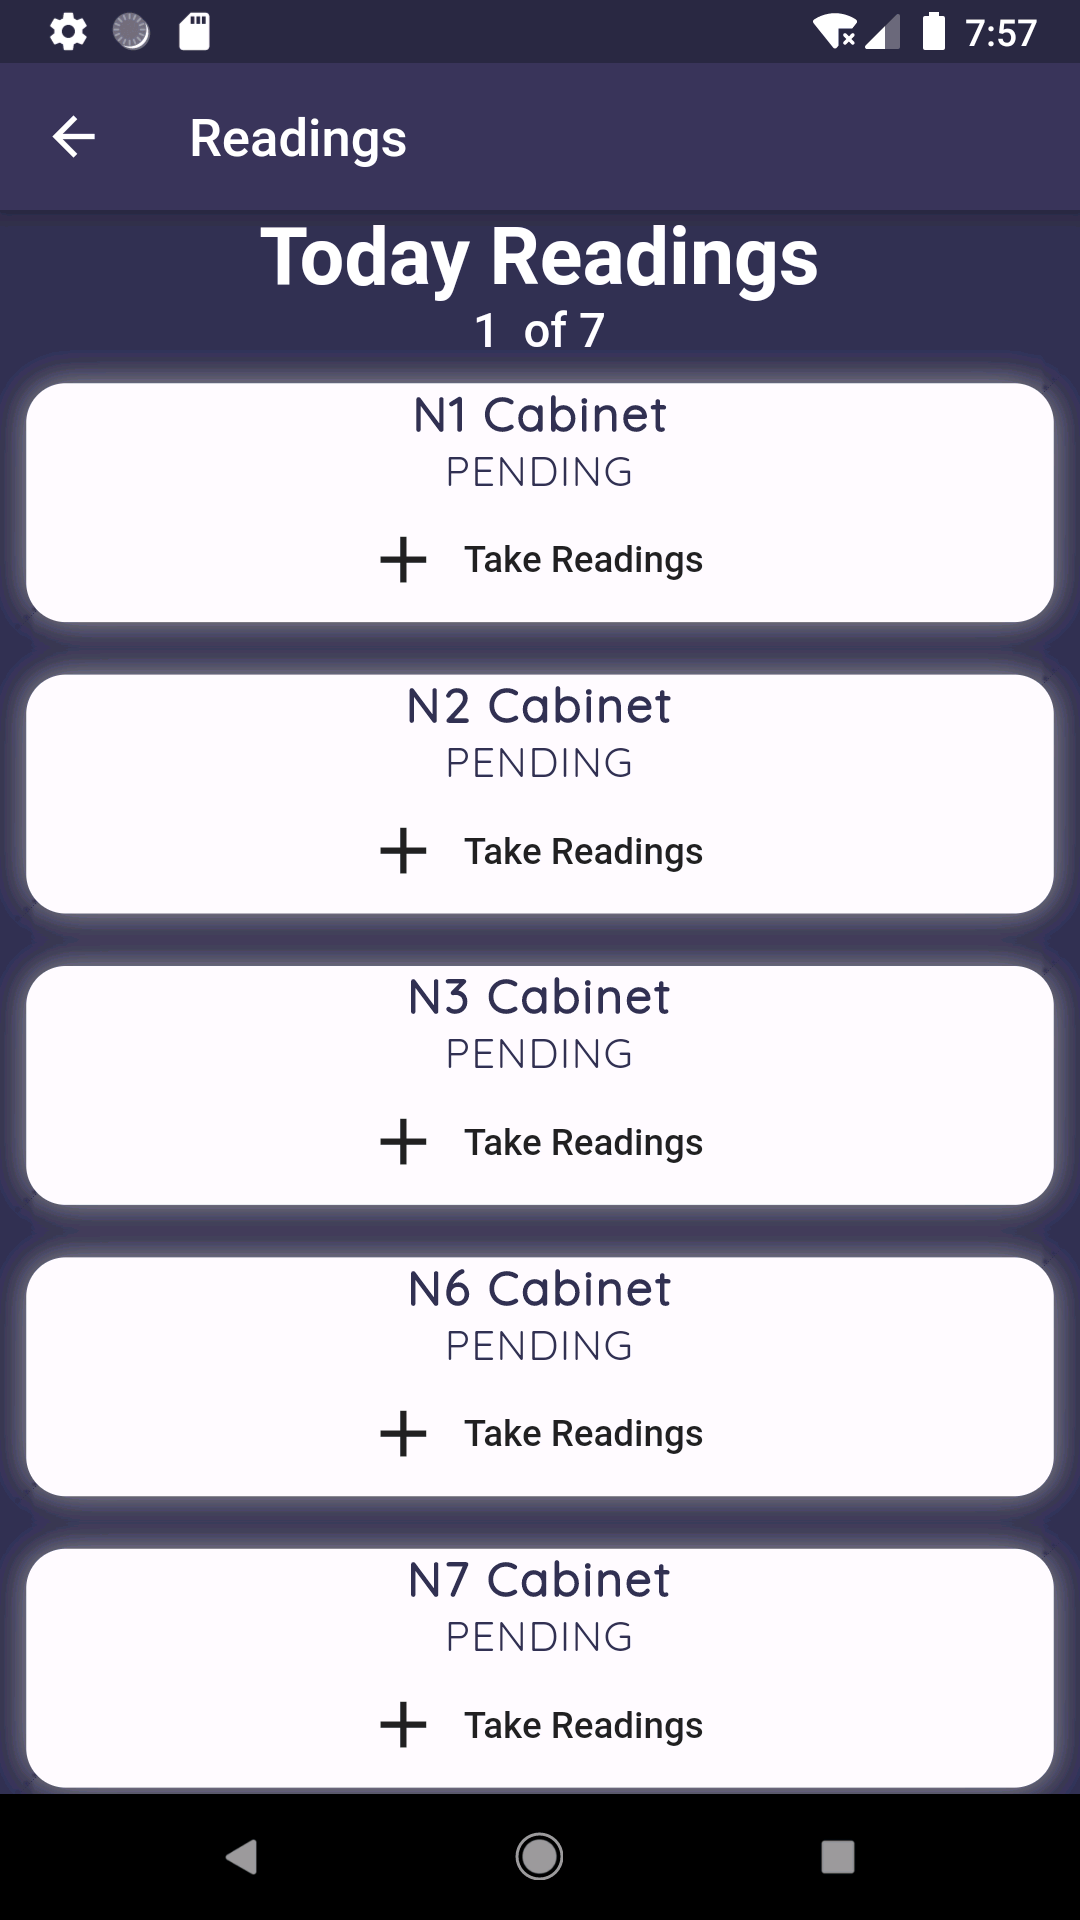 7:57
Readings
Today Readings
1 of 7
N1 Cabinet
PENDING
Take Readings
N2 Cabinet
PENDING
Take Readings
N3 Cabinet
PENDING
Take Readings
N6 Cabinet
PENDING
Take Readings
N7 Cabinet
PENDING
Take Readings